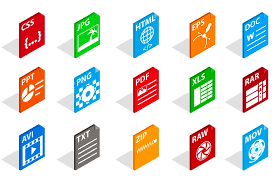 CSS
{...}
JPG
HTML
</>
EPS
DOC
W
PPT
PNG
PDF
XLS
RAR
AVI
TXT
ZIP
RAW
MOV